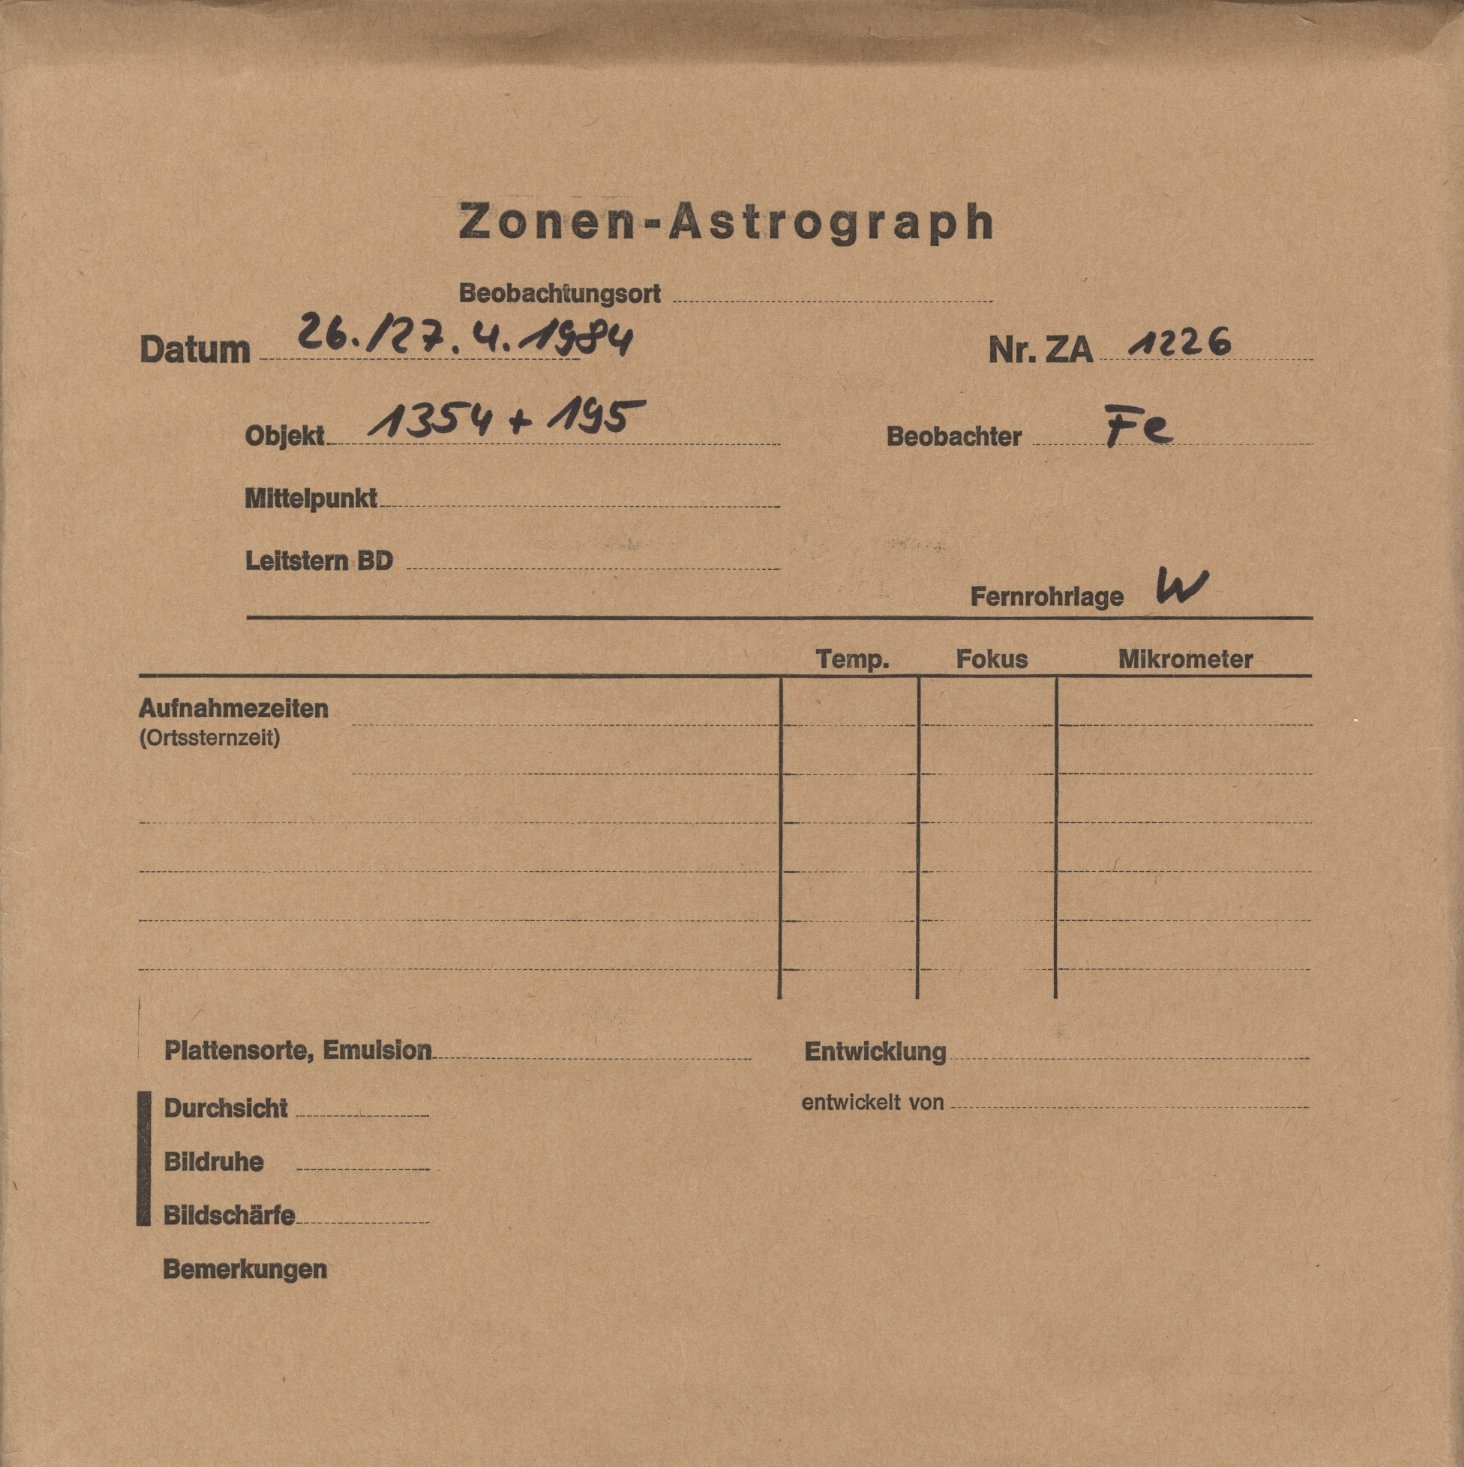 Zonen-Astrograph
Beobachtungsort
Datum 26./27. 4. 1984 Nr. ZA 1226
Objekt 1354 + 195 Beobachter Fe
Mittelpunkt
Leitstern BD
Fernrohrlage W
Temp. Fokus Mikrometer
Aufnahmezeiten
(Ortssternzeit)
Plattensorte, Emulsion Entwicklung
Durchsicht entwickelt von
Bildruhe
Bildschärfe
Bemerkungen